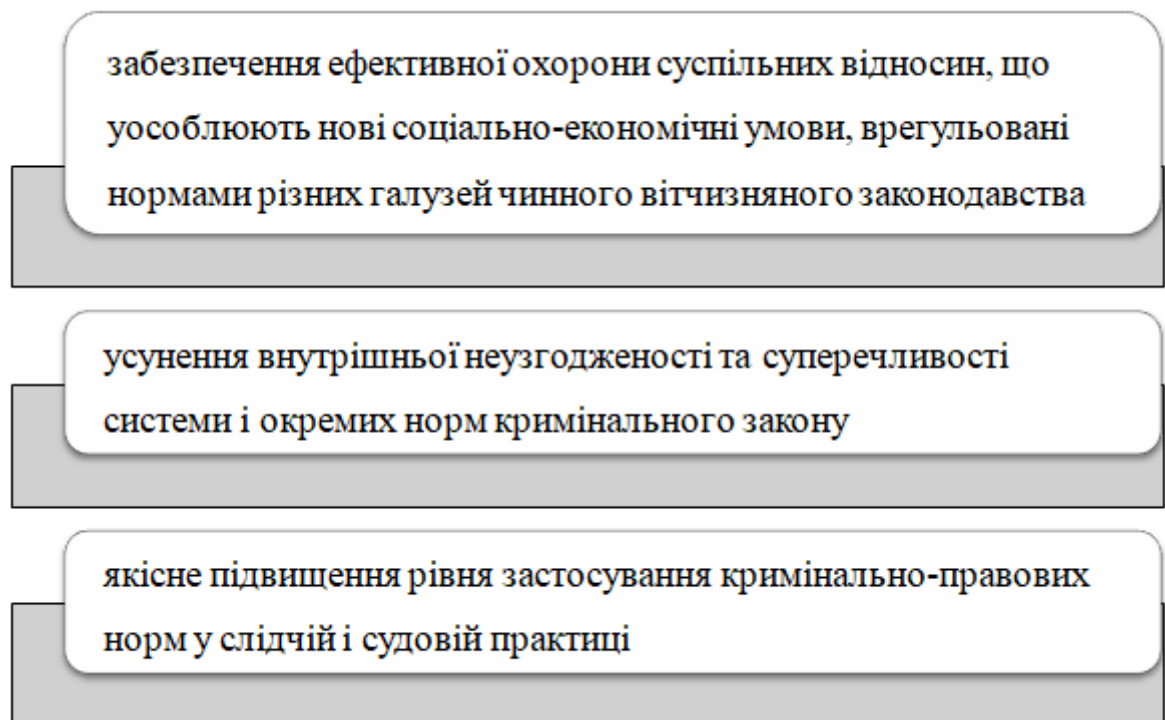 забезпечення ефективної охорони суспільних відносин, що
уособлюють нові соціально-економічні умови, врегульовані
нормами різних галузей чинного вітчизняного законодавства
усунення внутрішньої неузгодженості та суперечливості
системи і окремих норм кримінального закону
якісне підвищення рівня застосування кримінально-правових
норм у слідчій і судовій практиці